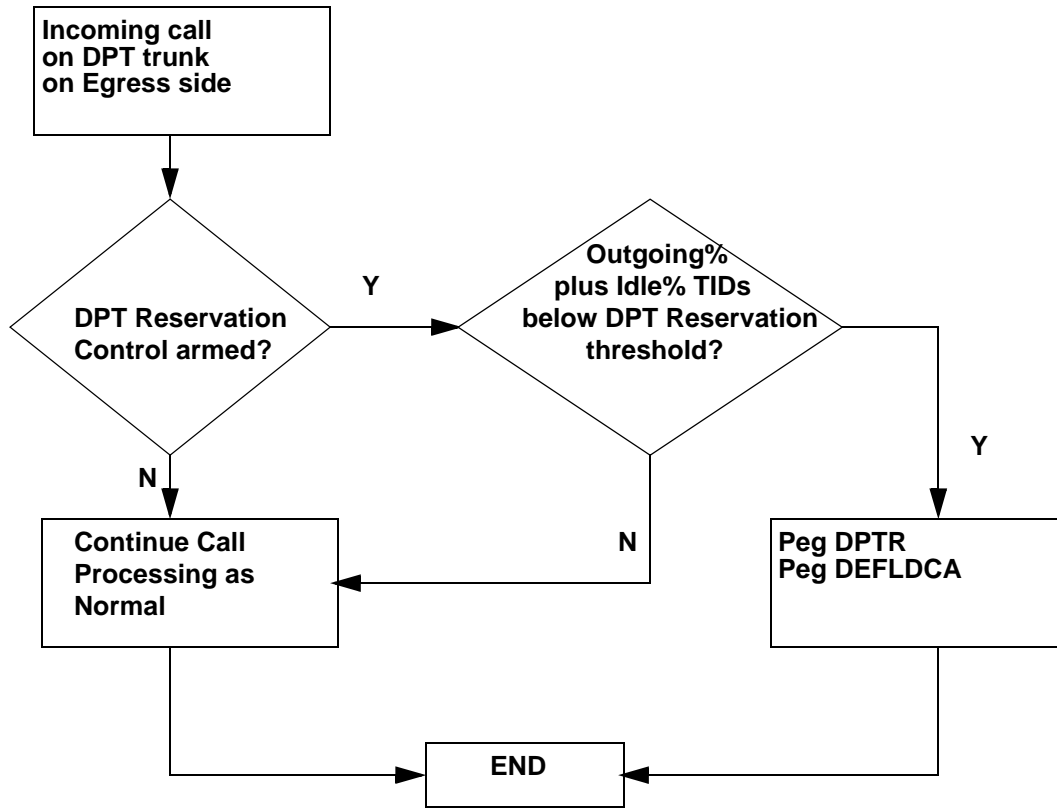 Incoming call
on DPT trunk
on Egress side
DPT Reservation
Control armed?
Y
Outgoing%
plus Idle% TIDs
below DPT Reservation
threshold?
Y
N
N
Continue Call
Processing as
Normal
Peg DPTR
Peg DEFLDCA
END